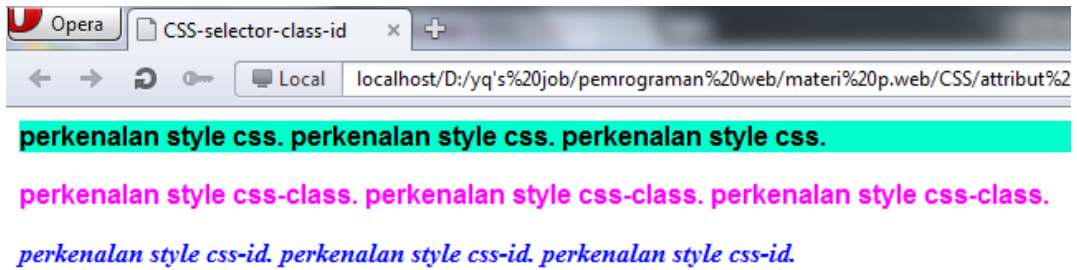 Opera
CSS-selector-class-id
Local localhost/D:/yq's%20job/pemrograman%20web/materi%20p.web/CSS/attribut%2
perkenalan style css. perkenalan style css. perkenalan style css.
perkenalan style css-class. perkenalan style css-class. perkenalan style css-class.
perkenalan style css-id. perkenalan style css-id. perkenalan style css-id.